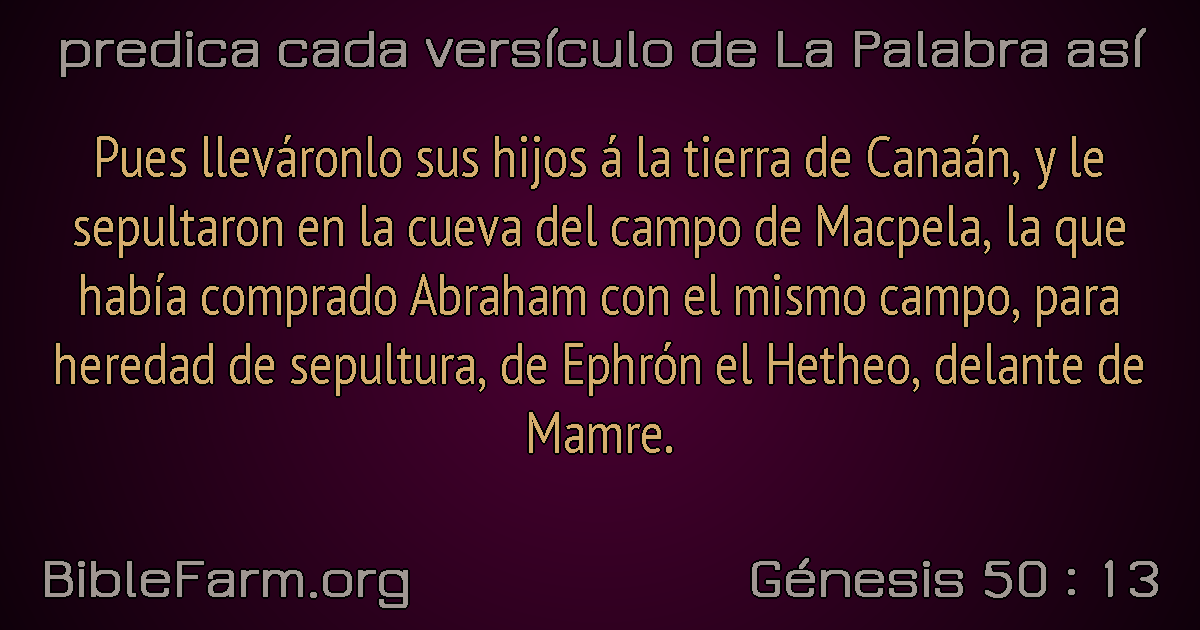 predica cada versículo de La Palabra así
Pues lleváronlo sus hijos á la tierra de Canaán, y le
sepultaron en la cueva del campo de Macpela, la que
había comprado Abraham con el mismo campo, para
heredad de sepultura, de Ephrón el Hetheo, delante de
Mamre.
BibleFarm.org
Génesis 50 : 13